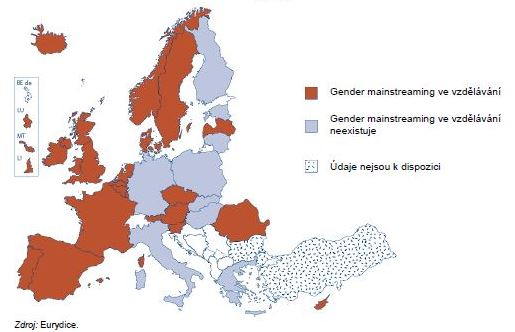 BE de
LU
MT
LI
Gender mainstreaming ve vzdělávání
Gender mainstreaming ve vzdělávání
neexistuje
Údaje nejsou k dispozici
Zdroj: Eurydice.